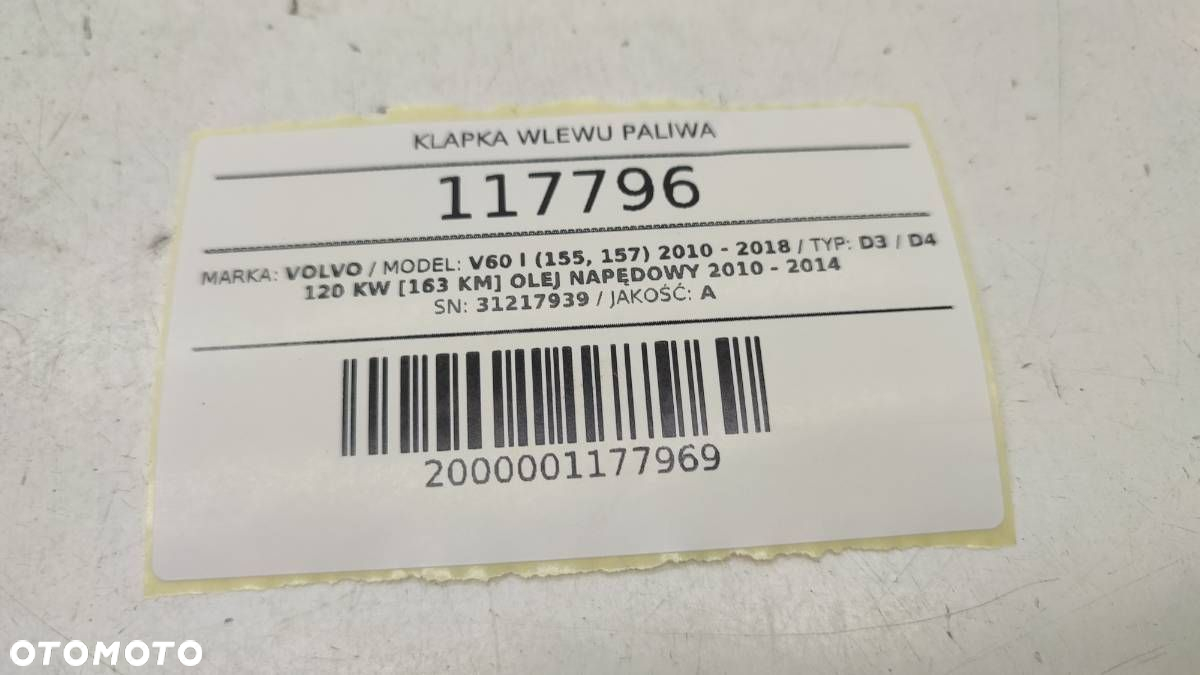 KLAPKA WLEWU PALIWA
117796
MARKA: VOLVO / MODEL: V60 I (155, 157) 2010 - 2018 / TYP: D3 / D4
120 KW [163 KM] OLEJ NAPĘDOWY 2010 - 2014
SN: 31217939 / JAKOŚĆ: A
2000001177969
OTOMOTO